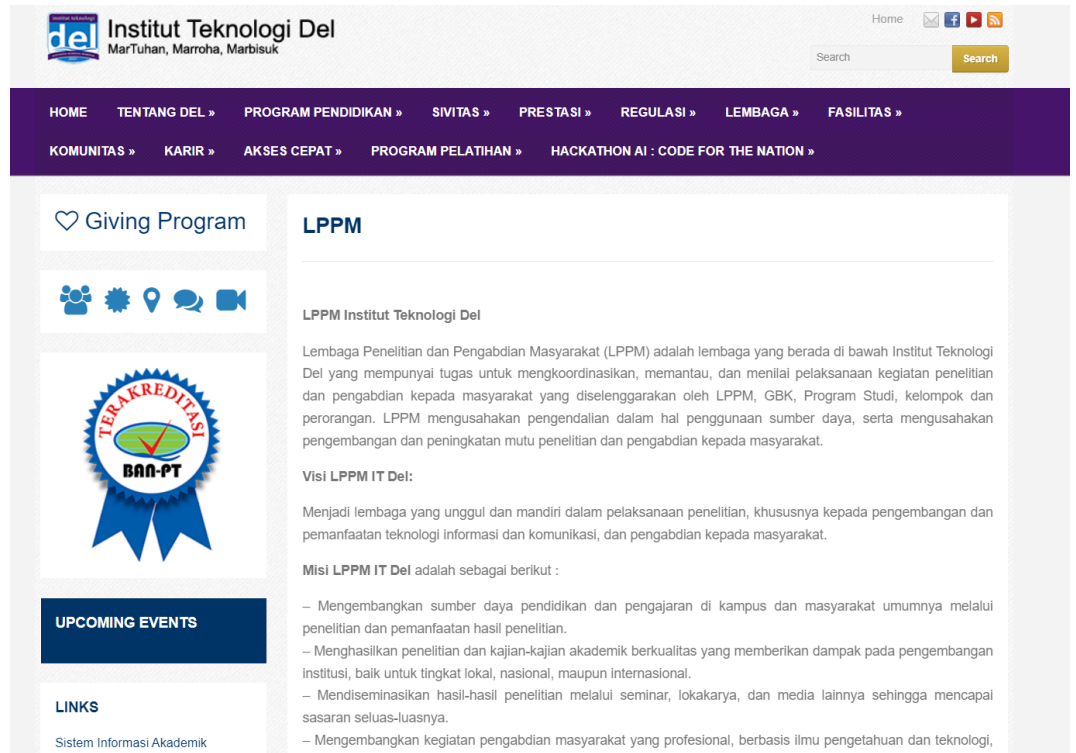 Institut Teknologi Del
MarTuhan, Marroha, Marbisuk
del
Home
Search
Search
HOME TENTANG DEL » PROGRAM PENDIDIKAN » SIVITAS » PRESTASI » REGULASI » LEMBAGA » FASILITAS »
KOMUNITAS » KARIR » AKSES CEPAT » PROGRAM PELATIHAN » HACKATHON AI : CODE FOR THE NATION »
Giving Program
TERAKREDITASI
BAN-PT
UPCOMING EVENTS
LINKS
Sistem Informasi Akademik
LPPM
LPPM Institut Teknologi Del
Lembaga Penelitian dan Pengabdian Masyarakat (LPPM) adalah lembaga yang berada di bawah Institut Teknologi
Del yang mempunyai tugas untuk mengkoordinasikan, memantau, dan menilai pelaksanaan kegiatan penelitian
dan pengabdian kepada masyarakat yang diselenggarakan oleh LPPM, GBK, Program Studi, kelompok dan
perorangan. LPPM mengusahakan pengendalian dalam hal penggunaan sumber daya, serta mengusahakan
pengembangan dan peningkatan mutu penelitian dan pengabdian kepada masyarakat.
Visi LPPM IT Del:
Menjadi lembaga yang unggul dan mandiri dalam pelaksanaan penelitian, khususnya kepada pengembangan dan
pemanfaatan teknologi informasi dan komunikasi, dan pengabdian kepada masyarakat.
Misi LPPM IT Del adalah sebagai berikut :
– Mengembangkan sumber daya pendidikan dan pengajaran di kampus dan masyarakat umumnya melalui
penelitian dan pemanfaatan hasil penelitian.
– Menghasilkan penelitian dan kajian-kajian akademik berkualitas yang memberikan dampak pada pengembangan
institusi, baik untuk tingkat lokal, nasional, maupun internasional.
– Mendiseminasikan hasil-hasil penelitian melalui seminar, lokakarya, dan media lainnya sehingga mencapai
sasaran seluas-luasnya.
– Mengembangkan kegiatan pengabdian masyarakat yang profesional, berbasis ilmu pengetahuan dan teknologi,